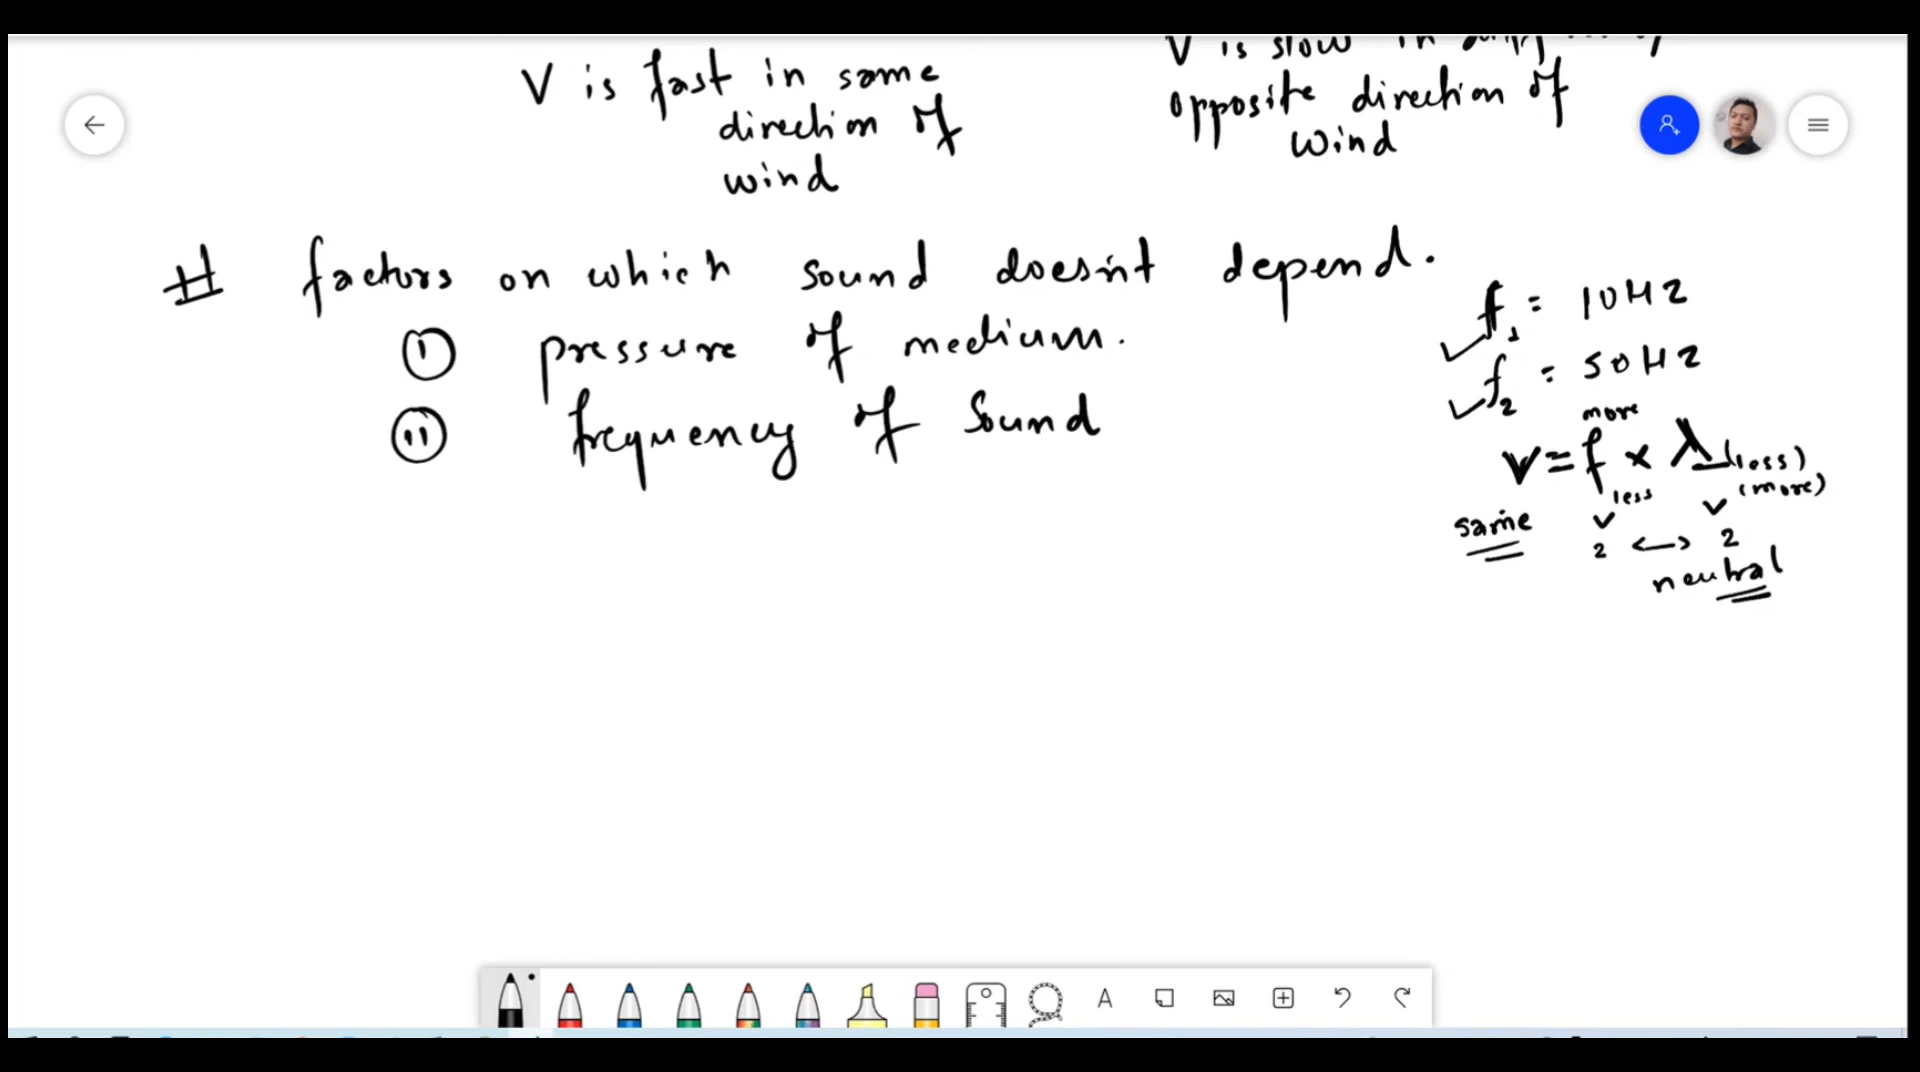 V is fast in same
direction of
wind
V is slow in
opposite direction of
wind
# factors on which sound doesn't depend.
(i) pressure of medium.
(ii) frequency of Sound
f1 = 10Hz
f2 = 50Hz
more
V = f x λ (less)
less (more)
same
2 <-> 2
neutral
A